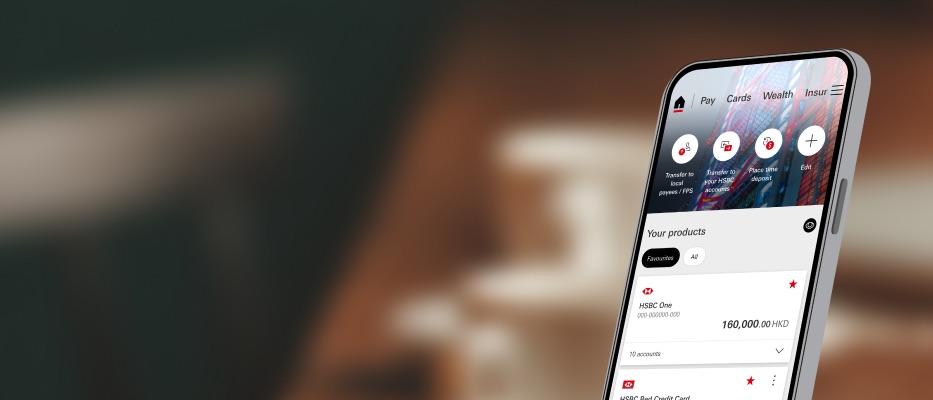 Pay Cards Wealth Insur
Transfer to
local
payees / FPS
Transfer to
your HSBC
accounts
Place time
deposit
Edit
Your products
Favourites
All
HSBC One
000-000000-000
160,000.00 HKD
10 accounts
HSBC Red Credit Card